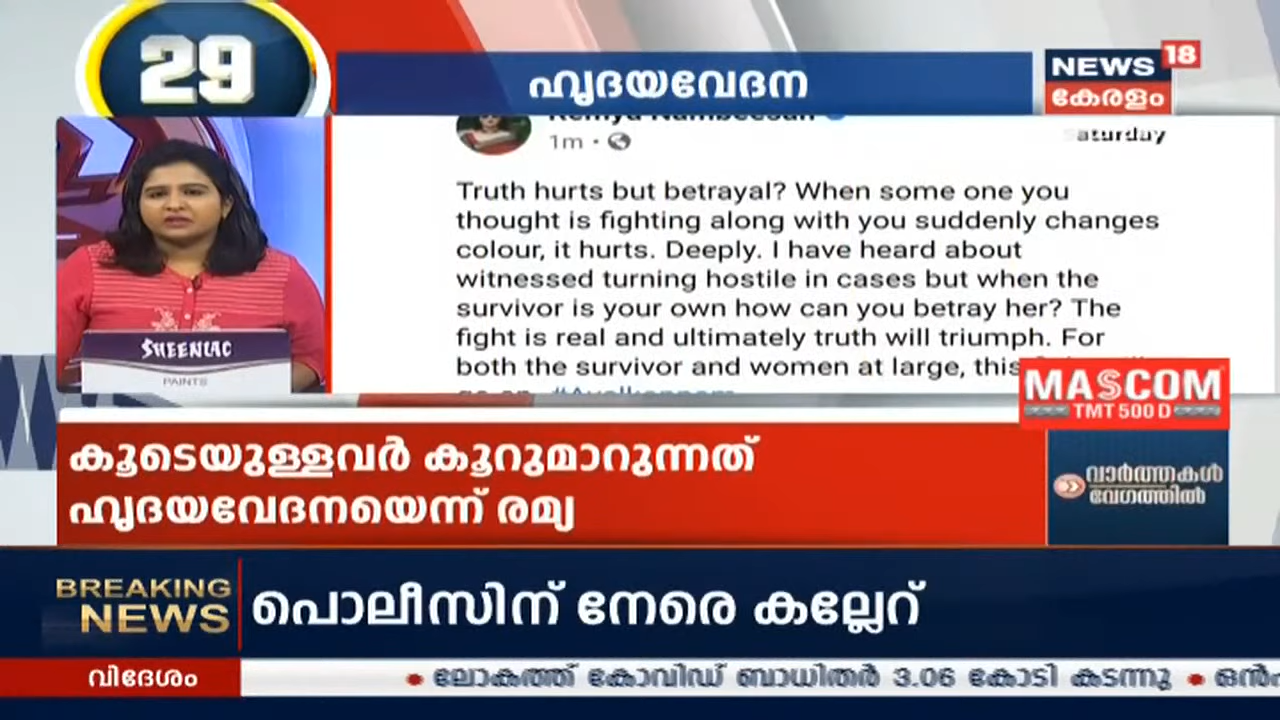 29
ഹൃദയവേദന
NEWS 18
കേരളം
1m
aturday
Truth hurts but betrayal? When some one you
thought is fighting along with you suddenly changes
colour, it hurts. Deeply. I have heard about
witnessed turning hostile in cases but when the
survivor is your own how can you betray her? The
fight is real and ultimately truth will triumph. For
both the survivor and women at large, this
SHEENLAC
PAINTS
MASCOM
TMT 500 D
കൂടെയുള്ളവർ കൂറുമാറുന്നത്
ഹൃദയവേദനയെന്ന് രമ്യ
വാർത്തകൾ
വേഗത്തിൽ
BREAKING
NEWS
പൊലീസിന് നേരെ കല്ലേറ്
വിദേശം
• ലോകത്ത് കോവിഡ് ബാധിതർ 3.06 കോടി കടന്നു •